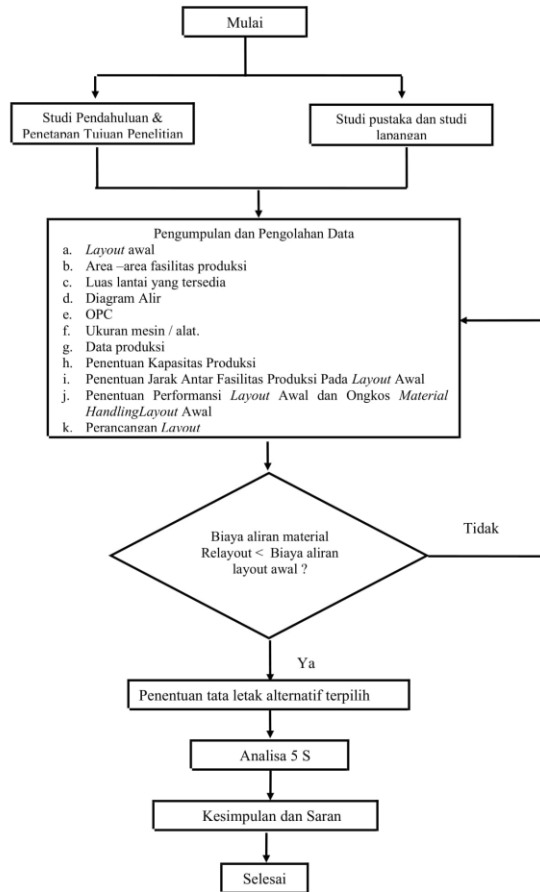 Mulai
Studi Pendahuluan &
Penetapan Tujuan Penelitian
Studi pustaka dan studi
lapangan
Pengumpulan dan Pengolahan Data
a. Layout awal
b. Area –area fasilitas produksi
c. Luas lantai yang tersedia
d. Diagram Alir
e. OPC
f. Ukuran mesin / alat.
g. Data produksi
h. Penentuan Kapasitas Produksi
i. Penentuan Jarak Antar Fasilitas Produksi Pada Layout Awal
j. Penentuan Performansi Layout Awal dan Ongkos Material
HandlingLayout Awal
k. Perancangan Layout
Biaya aliran material
Relayout < Biaya aliran
layout awal ?
Tidak
Ya
Penentuan tata letak alternatif terpilih
Analisa 5 S
Kesimpulan dan Saran
Selesai